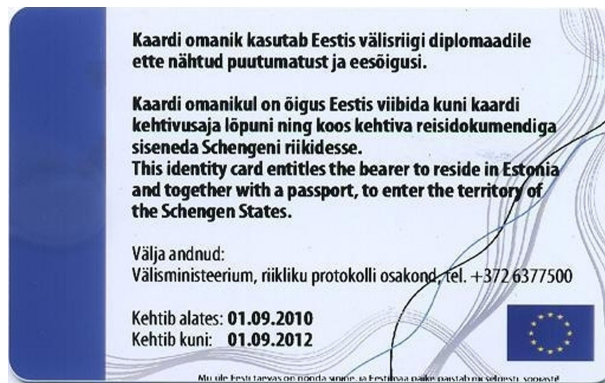 Kaardi omanik kasutab Eestis välisriigi diplomaadile
ette nähtud puutumatust ja eesõigusi.
Kaardi omanikul on õigus Eestis viibida kuni kaardi
kehtivusaja lõpuni ning koos kehtiva reisidokumendiga
siseneda Schengeni riikidesse.
This identity card entitles the bearer to reside in Estonia
and together with a passport, to enter the territory of
the Schengen States.
Välja andnud:
Välisministeerium, riikliku protokolli osakond, tel. +372 6377500
Kehtib alates: 01.09.2010
Kehtib kuni: 01.09.2012